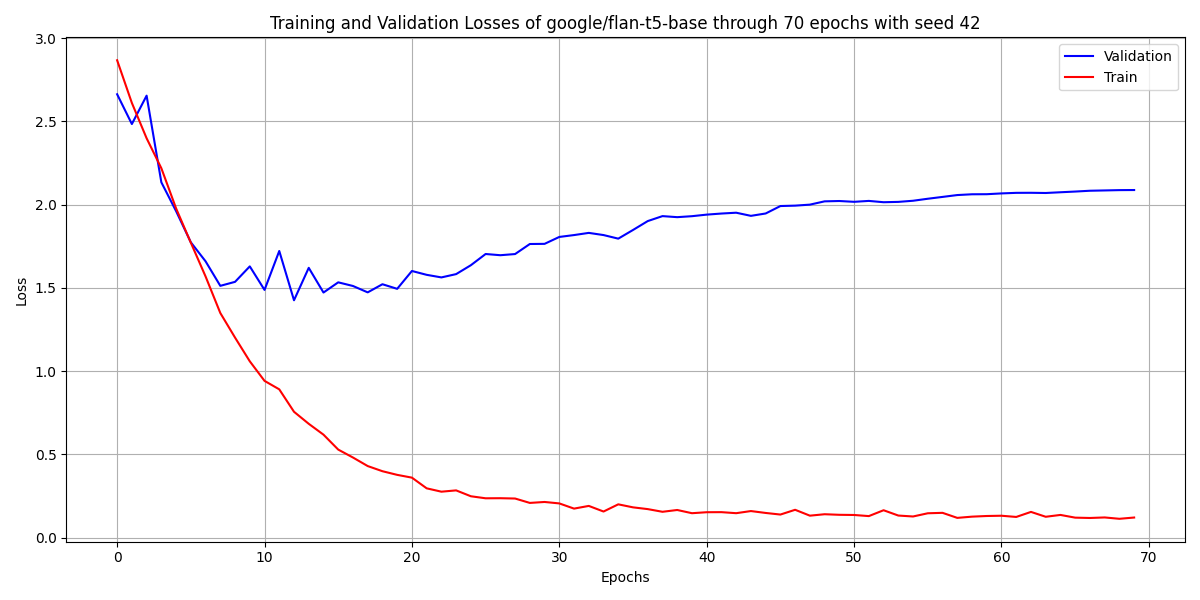 Training and Validation Losses of google/flan-t5-base through 70 epochs with seed 42
Validation
Train
Loss
3.0
2.5
2.0
1.5
1.0
0.5
0.0
0 10 20 30 40 50 60 70
Epochs